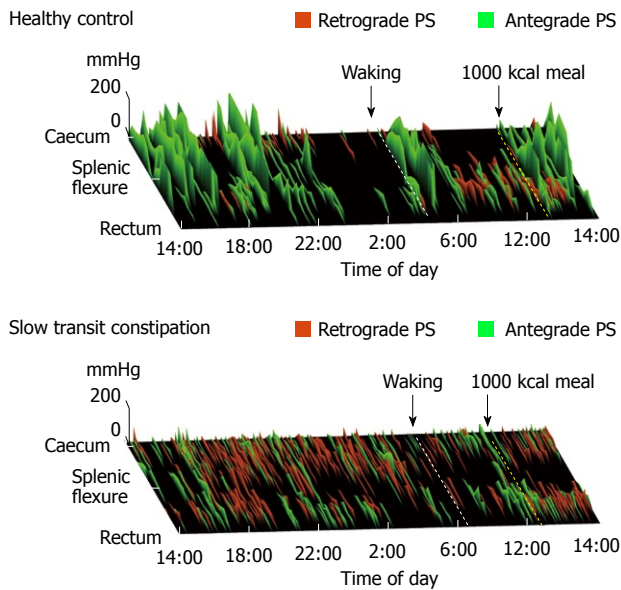 Healthy control
Retrograde PS
Antegrade PS
mmHg
200
0
Waking
1000 kcal meal
Caecum
Splenic
flexure
Rectum
14:00 18:00 22:00 2:00 6:00 12:00 14:00
Time of day
Slow transit constipation
Retrograde PS
Antegrade PS
mmHg
200
0
Waking
1000 kcal meal
Caecum
Splenic
flexure
Rectum
14:00 18:00 22:00 2:00 6:00 12:00 14:00
Time of day